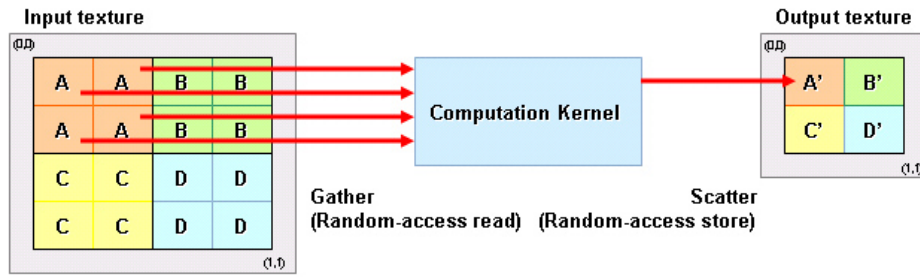 Input texture
Output texture
(0,0)
(0,0)
A A B B
A' B'
Computation Kernel
A A B B
C' D'
(1,1)
C C D D
Gather
Scatter
(Random-access read) (Random-access store)
C C D D
(1,1)